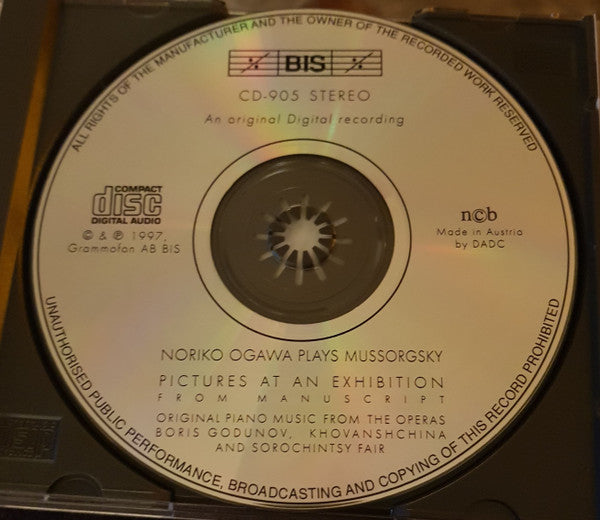 ALL RIGHTS OF THE MANUFACTURER AND THE OWNER OF THE RECORDED WORK RESERVED
BIS
CD-905 STEREO
An original Digital recording
COMPACT
disc
DIGITAL AUDIO
© & ℗ 1997,
Grammofon AB BIS
n©b
Made in Austria
by DADC
NORIKO OGAWA PLAYS MUSSORGSKY
PICTURES AT AN EXHIBITION
FROM MANUSCRIPT
ORIGINAL PIANO MUSIC FROM THE OPERAS
BORIS GODUNOV, KHOVANSHCHINA
AND SOROCHINTSY FAIR
UNAUTHORISED PUBLIC PERFORMANCE, BROADCASTING AND COPYING OF THIS RECORD PROHIBITED